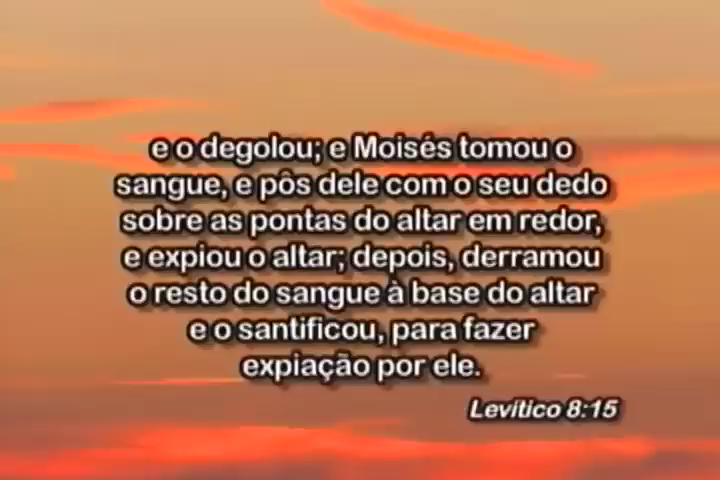 e o degolou; e Moisés tomou o
sangue, e pôs dele com o seu dedo
sobre as pontas do altar em redor,
e expiou o altar; depois, derramou
o resto do sangue à base do altar
e o santificou, para fazer
expiação por ele.
Levítico 8:15